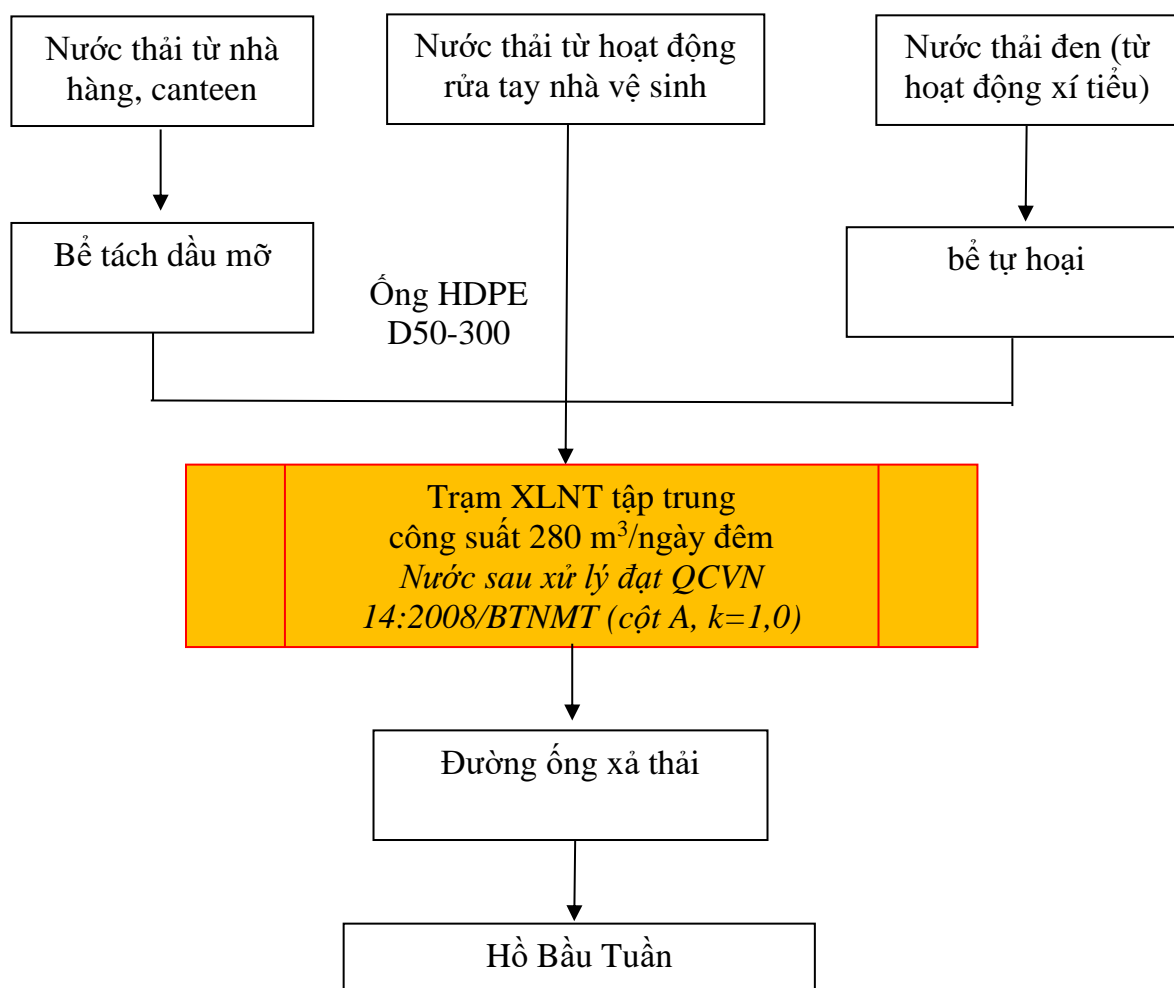 Nước thải từ nhà
hàng, canteen
Nước thải từ hoạt động
rửa tay nhà vệ sinh
Nước thải đen (từ
hoạt động xí tiểu)
Bể tách dầu mỡ
Ống HDPE
D50-300
bể tự hoại
Trạm XLNT tập trung
công suất 280 m³/ngày đêm
Nước sau xử lý đạt QCVN
14:2008/BTNMT (cột A, k=1,0)
Đường ống xả thải
Hồ Bầu Tuần